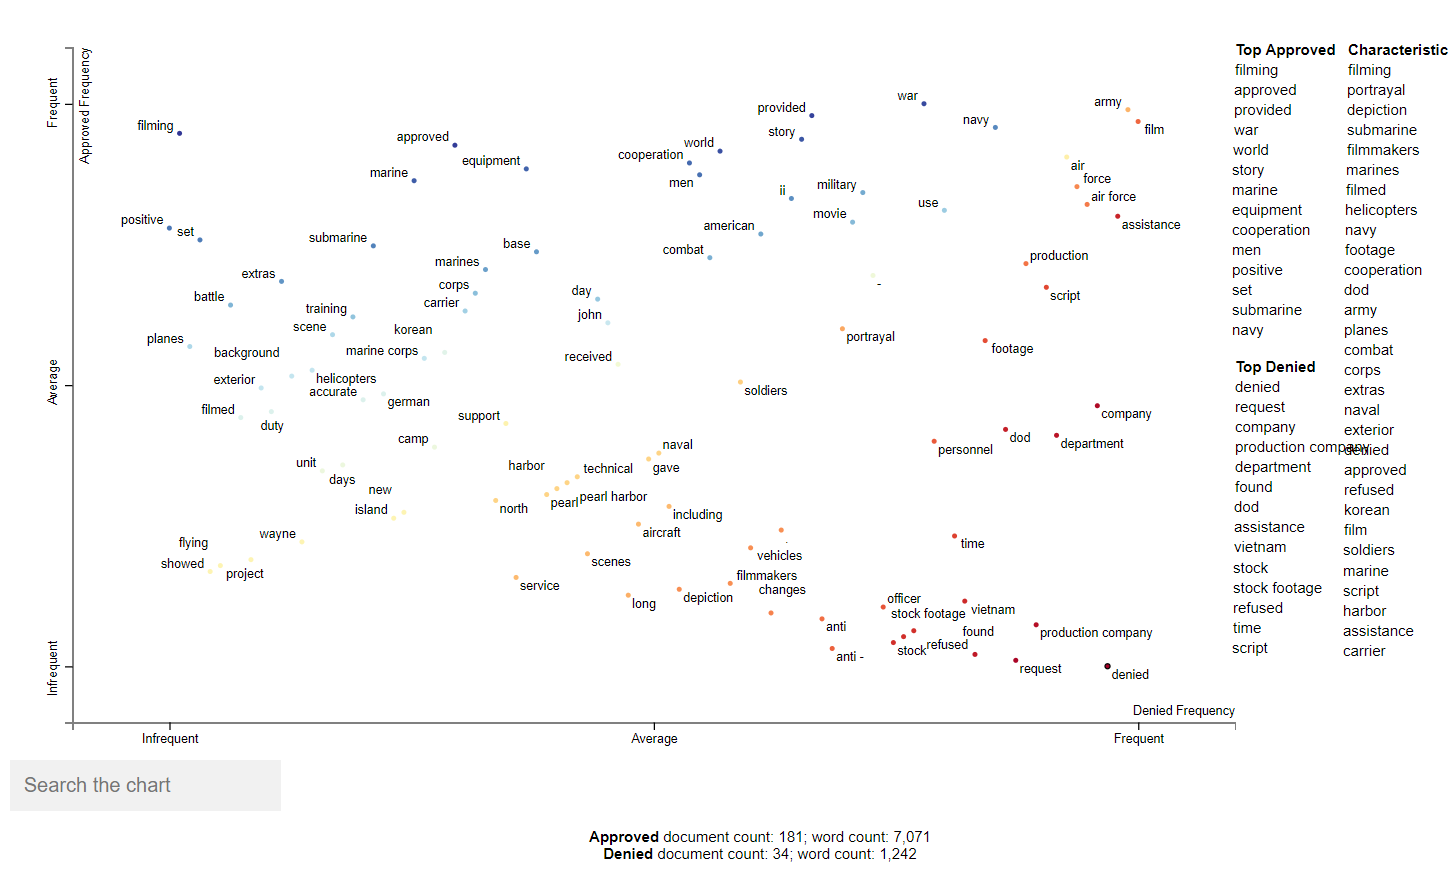 Top Approved Characteristic
Frequent
Approved Frequency
filming
approved
provided
war
world
story
marine
equipment
cooperation
men
positive
set
submarine
navy
filming
portrayal
depiction
submarine
filmmakers
marines
filmed
helicopters
navy
footage
cooperation
dod
army
planes
combat
corps
extras
naval
exterior
denied
approved
refused
korean
film
soldiers
marine
script
harbor
assistance
carrier
Top Denied
denied
request
company
production company
department
found
dod
assistance
vietnam
stock
stock footage
refused
time
script
war
army
provided
navy
filming
film
story
approved
world
cooperation
equipment
air
marine
men
force
military
ii
air force
use
positive
movie
set
american
assistance
submarine
base
combat
production
marines
extras
corps
day
-
script
battle
carrier
training
john
scene
korean
planes
portrayal
background
marine corps
received
footage
Average
exterior
helicopters
accurate
soldiers
german
filmed
support
company
duty
camp
naval
dod
department
personnel
unit
harbor
technical
gave
days
new
pearl
pearl harbor
island
north
including
wayne
aircraft
flying
time
vehicles
-
showed
project
scenes
filmmakers
service
changes
depiction
long
officer
stock footage
vietnam
anti
found
production company
stock
refused
anti -
Infrequent
request
denied
Denied Frequency
Infrequent
Average
Frequent
Search the chart
Approved document count: 181; word count: 7,071
Denied document count: 34; word count: 1,242